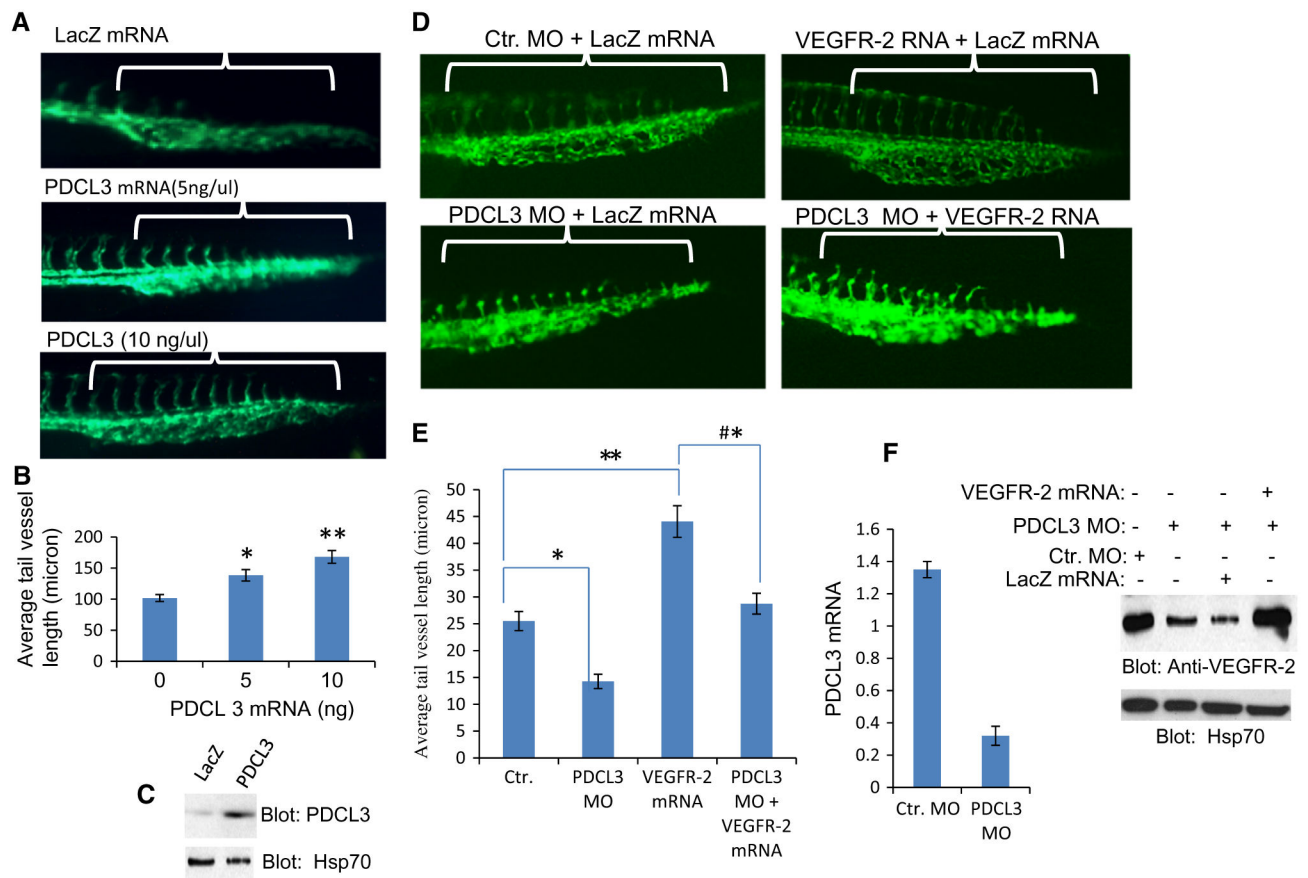 A
LacZ mRNA
PDCL3 mRNA(5ng/ul)
PDCL3 (10 ng/ul)
B
Average tail vessel
length (micron)
200
150
100
50
0
*
**
0 5 10
PDCL 3 mRNA (ng)
C
LacZ PDCL3
Blot: PDCL3
Blot: Hsp70
D
Ctr. MO + LacZ mRNA
VEGFR-2 RNA + LacZ mRNA
PDCL3 MO + LacZ mRNA
PDCL3 MO + VEGFR-2 RNA
E
Average tail vessel length (micron)
50
45
40
35
30
25
20
15
10
5
0
*
**
#*
Ctr.
PDCL3
MO
VEGFR-2
mRNA
PDCL3
MO +
VEGFR-2
mRNA
F
PDCL3 mRNA
1.6
1.4
1.2
1
0.8
0.6
0.4
0.2
0
Ctr. MO
PDCL3
MO
VEGFR-2 mRNA: - - - +
PDCL3 MO: - + + +
Ctr. MO: + - - -
LacZ mRNA: - - + -
Blot: Anti-VEGFR-2
Blot: Hsp70